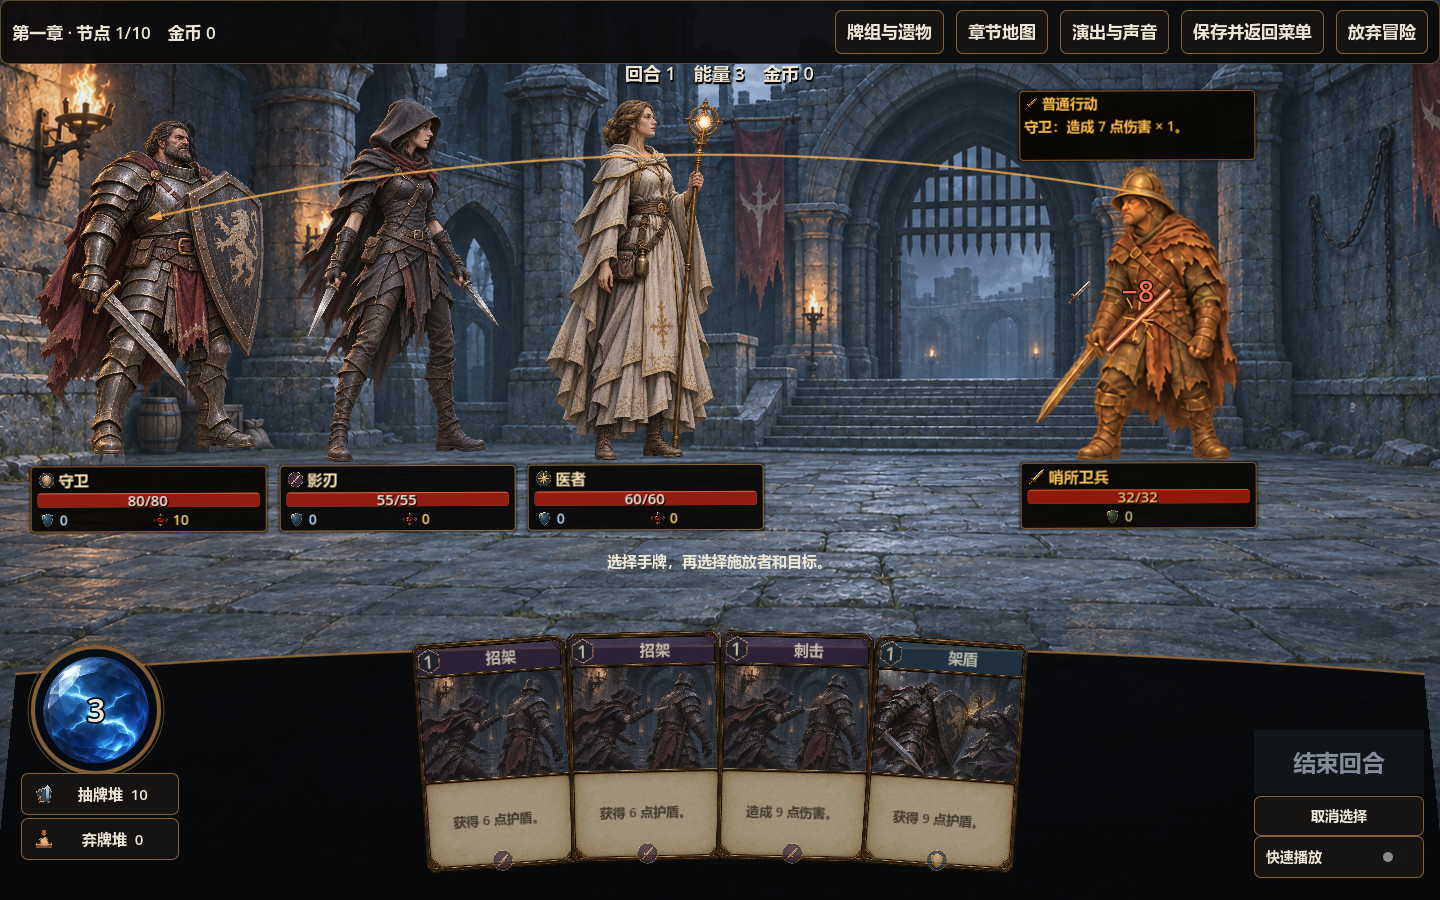 第一章 · 节点 1/10 金币 0
牌组与遗物
章节地图
演出与声音
保存并返回菜单
放弃冒险
回合 1 能量 3 金币 0
普通行动
守卫：造成 7 点伤害 × 1。
-8
守卫
80/80
0 10
影刃
55/55
0 0
医者
60/60
0 0
哨所卫兵
32/32
0
选择手牌，再选择施放者和目标。
3
抽牌堆 10
弃牌堆 0
1 招架
获得 6 点护盾。
1 招架
获得 6 点护盾。
1 刺击
造成 9 点伤害。
1 架盾
获得 9 点护盾。
结束回合
取消选择
快速播放